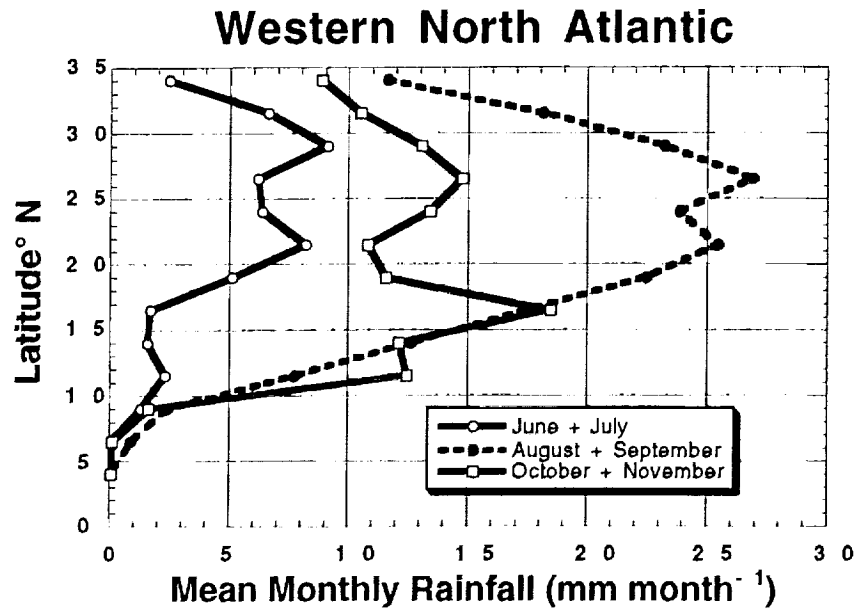 Western North Atlantic
3 5
3 0
2 5
2 0
1 5
1 0
5
0
Latitude° N
June + July
August + September
October + November
0 5 1 0 1 5 2 0 2 5 3 0
Mean Monthly Rainfall (mm month⁻¹)